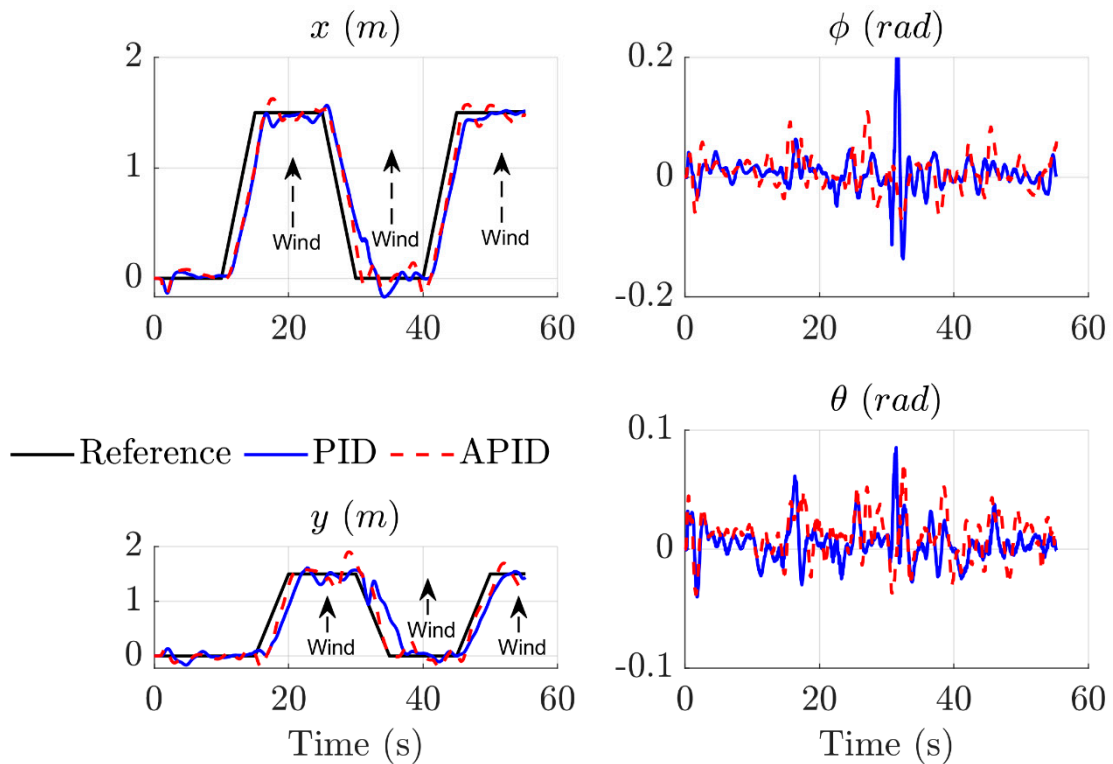 x (m)
2
1
0
Wind
Wind
Wind
0 20 40 60
ϕ (rad)
0.2
0
-0.2
0 20 40 60
Reference PID APID
y (m)
2
1
0
Wind
Wind
Wind
0 20 40 60
Time (s)
θ (rad)
0.1
0
-0.1
0 20 40 60
Time (s)